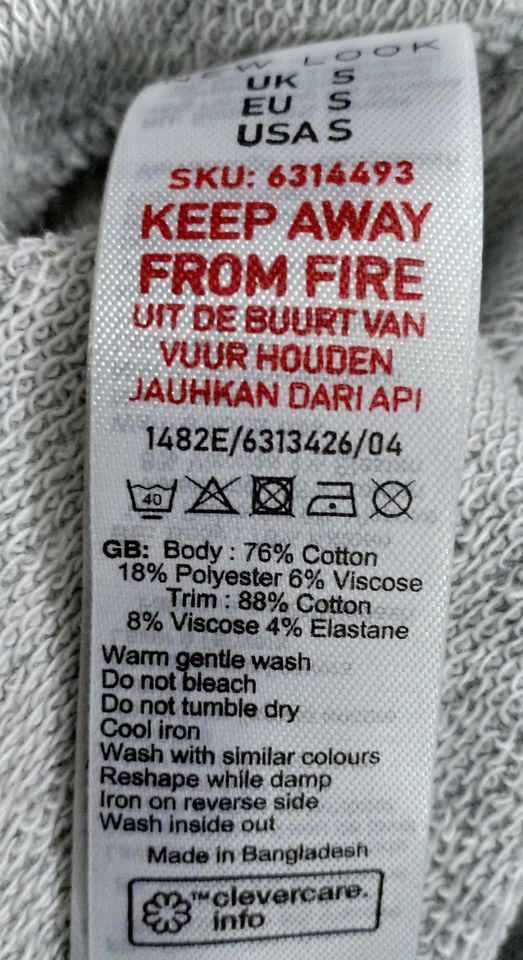 NEW LOOK
UK S
EU S
USA S
SKU: 6314493
KEEP AWAY
FROM FIRE
UIT DE BUURT VAN
VUUR HOUDEN
JAUHKAN DARI API
1482E/6313426/04
40
GB: Body : 76% Cotton
18% Polyester 6% Viscose
Trim : 88% Cotton
8% Viscose 4% Elastane
Warm gentle wash
Do not bleach
Do not tumble dry
Cool iron
Wash with similar colours
Reshape while damp
Iron on reverse side
Wash inside out
Made in Bangladesh
™clevercare.
info